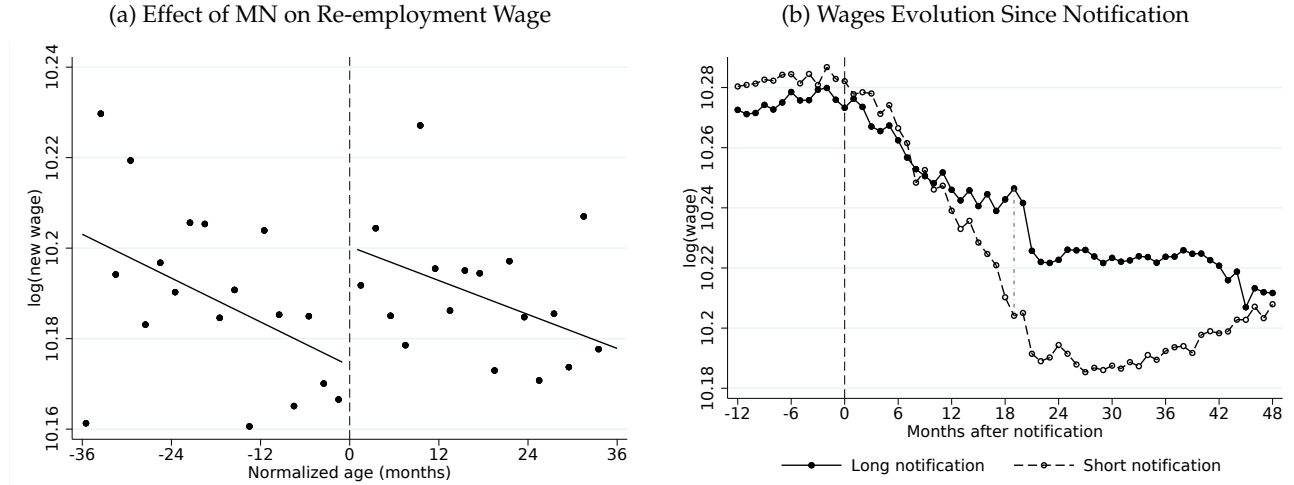 (a) Effect of MN on Re-employment Wage
10.24
10.22
10.2
10.18
10.16
log(new wage)
-36 -24 -12 0 12 24 36
Normalized age (months)
(b) Wages Evolution Since Notification
10.28
10.26
10.24
10.22
10.2
10.18
log(wage)
-12 -6 0 6 12 18 24 30 36 42 48
Months after notification
Long notification Short notification